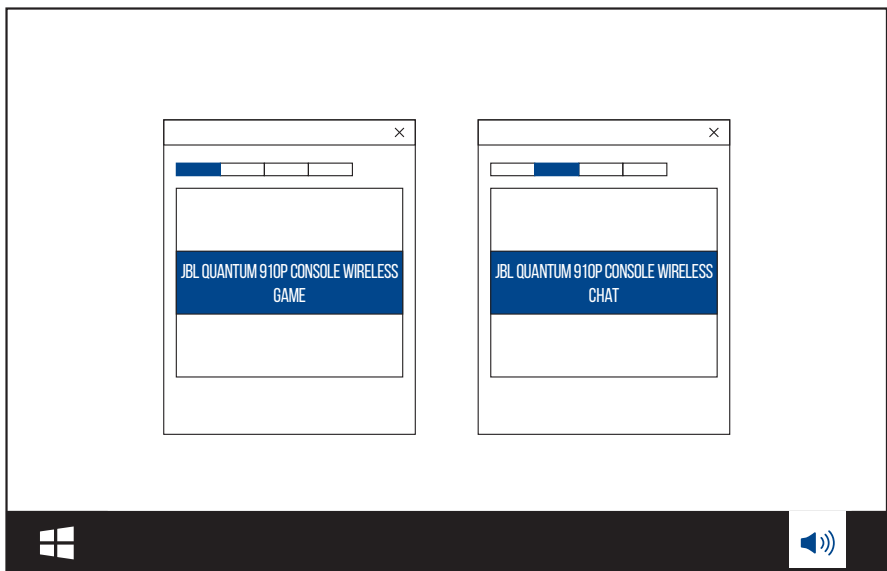 JBL QUANTUM 910P CONSOLE WIRELESS
GAME
JBL QUANTUM 910P CONSOLE WIRELESS
CHAT